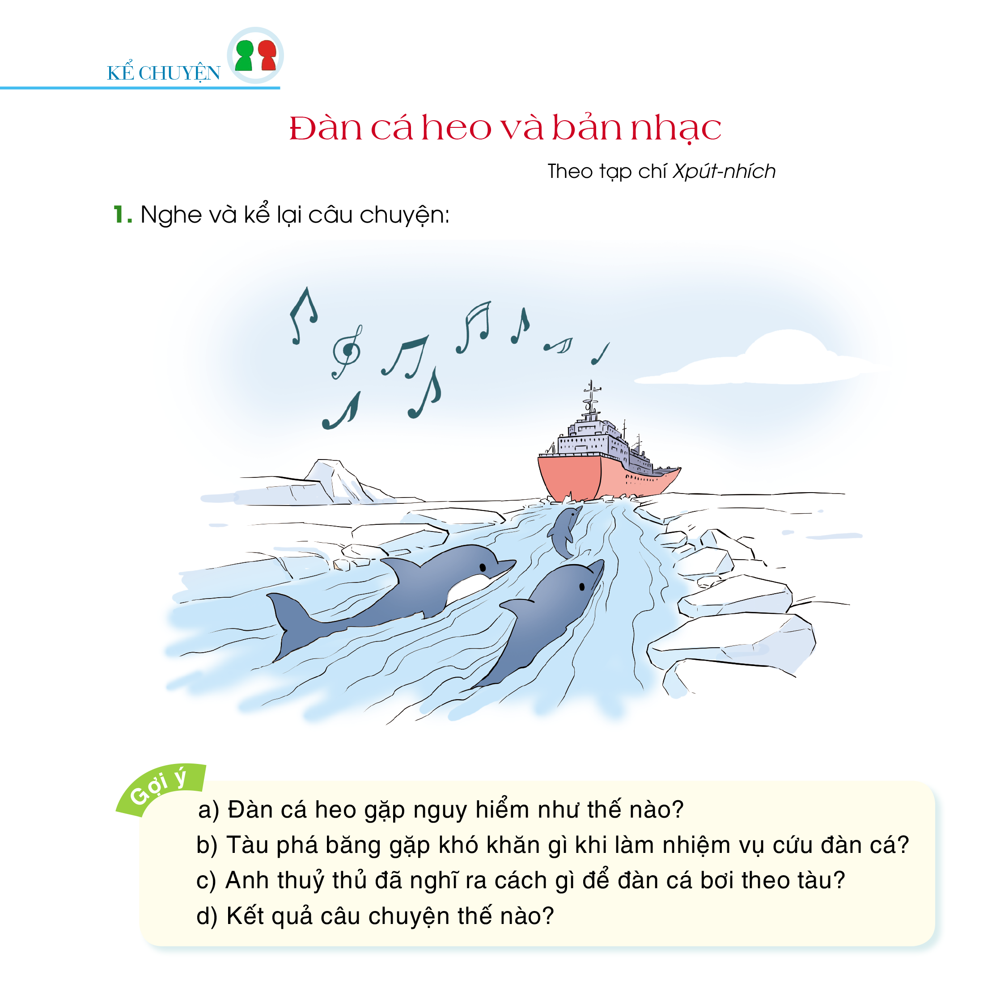 KỂ CHUYỆN
Đàn cá heo và bản nhạc
Theo tạp chí Xpút-nhích
1. Nghe và kể lại câu chuyện:
Gợi ý
a) Đàn cá heo gặp nguy hiểm như thế nào?
b) Tàu phá băng gặp khó khăn gì khi làm nhiệm vụ cứu đàn cá?
c) Anh thuỷ thủ đã nghĩ ra cách gì để đàn cá bơi theo tàu?
d) Kết quả câu chuyện thế nào?